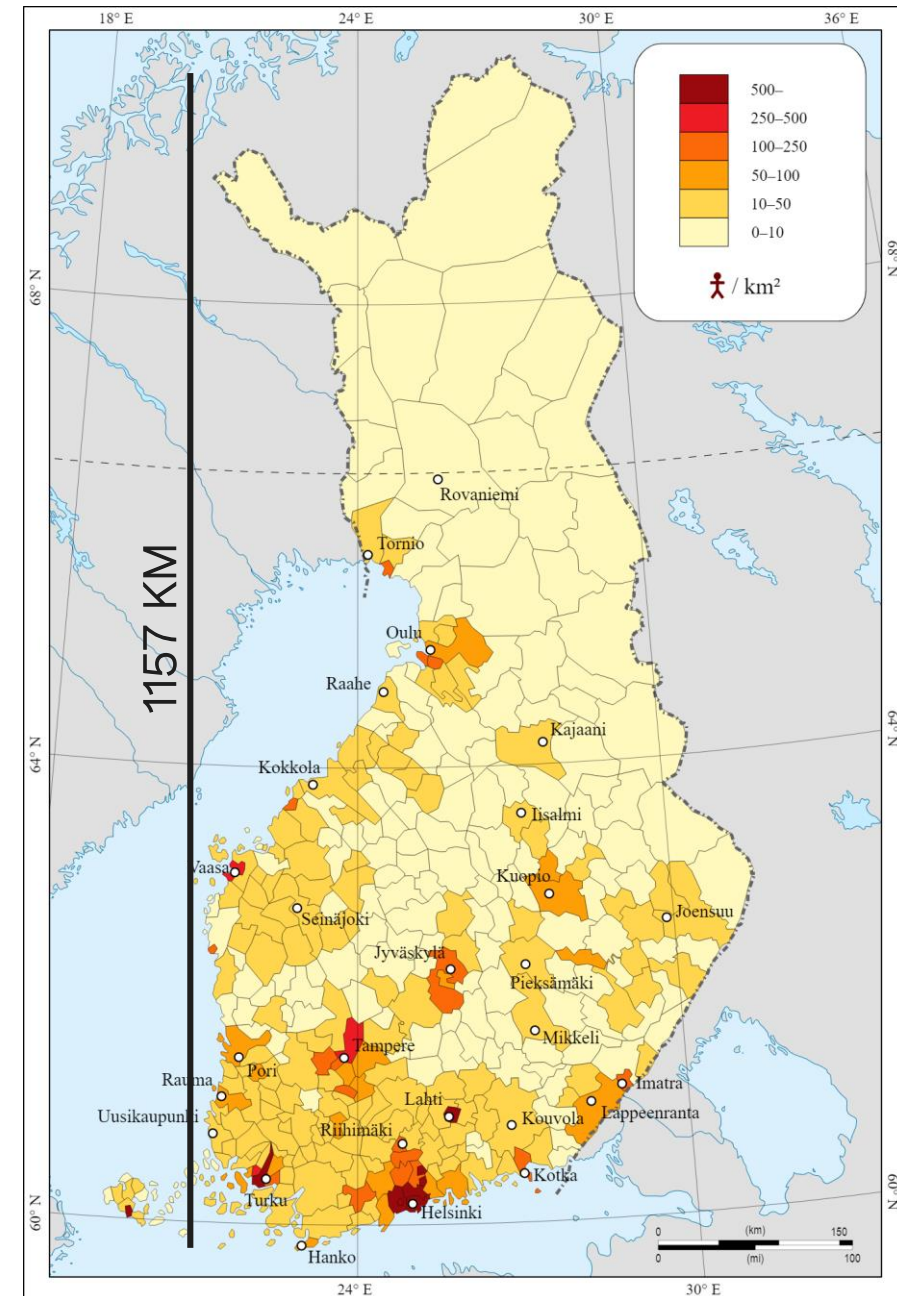 18° E
24° E
30° E
36° E
500–
250–500
100–250
50–100
10–50
0–10
/ km²
68° N
68° N
Rovaniemi
Tornio
1157 KM
Oulu
Raahe
Kajaani
64° N
64° N
Kokkola
Iisalmi
Vaasa
Kuopio
Seinäjoki
Joensuu
Jyväskylä
Pieksämäki
Mikkeli
Tampere
Pori
Rauma
Imatra
Lahti
Lappeenranta
Uusikaupunki
Riihimäki
Kouvola
Kotka
Turku
Helsinki
60° N
60° N
Hanko
0 (km) 150
0 (mi) 100
24° E
30° E